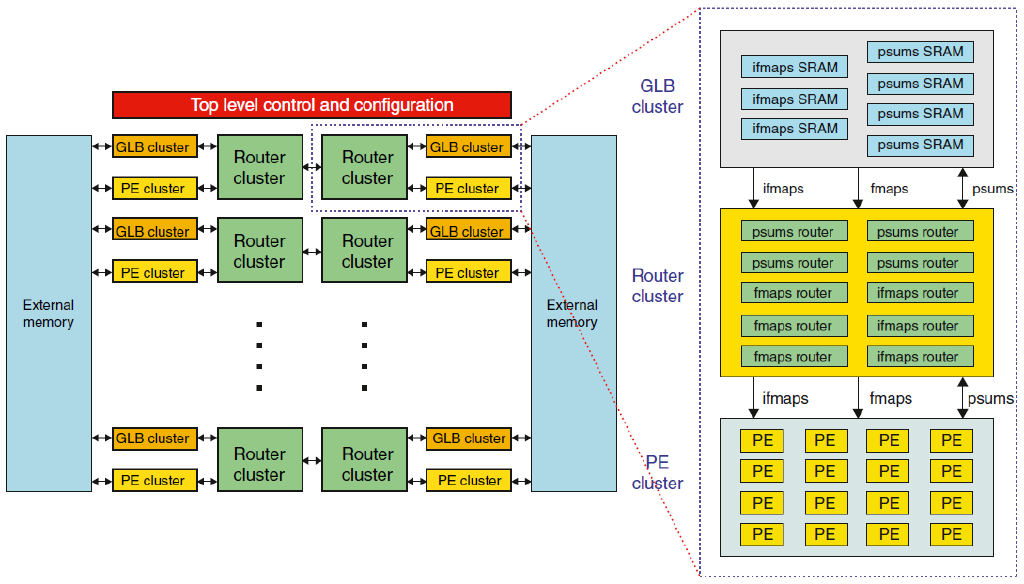 Top level control and configuration
External
memory
GLB cluster
PE cluster
Router
cluster
Router
cluster
GLB cluster
PE cluster
GLB cluster
PE cluster
Router
cluster
Router
cluster
GLB cluster
PE cluster
GLB cluster
PE cluster
Router
cluster
Router
cluster
GLB cluster
PE cluster
External
memory
GLB
cluster
ifmaps SRAM
ifmaps SRAM
ifmaps SRAM
psums SRAM
psums SRAM
psums SRAM
psums SRAM
ifmaps
fmaps
psums
Router
cluster
psums router
psums router
psums router
psums router
fmaps router
ifmaps router
fmaps router
ifmaps router
fmaps router
ifmaps router
ifmaps
fmaps
psums
PE
cluster
PE PE PE PE
PE PE PE PE
PE PE PE PE
PE PE PE PE